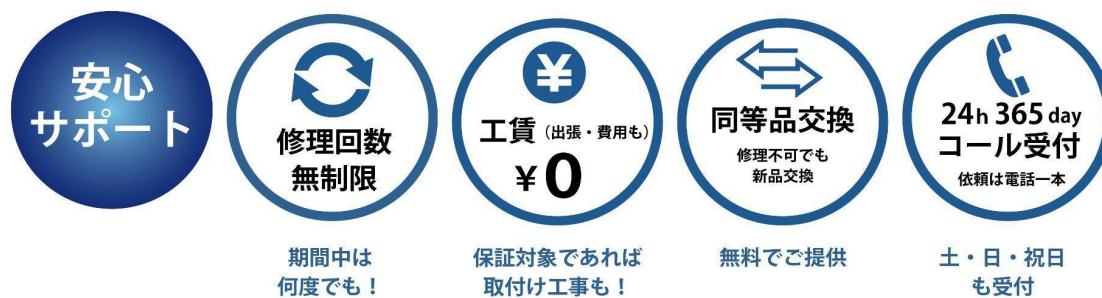 安心
サポート
修理回数
無制限
期間中は
何度でも！
¥
工賃（出張・費用も）
¥0
保証対象であれば
取付け工事も！
同等品交換
修理不可でも
新品交換
無料でご提供
24h 365 day
コール受付
依頼は電話一本
土・日・祝日
も受付